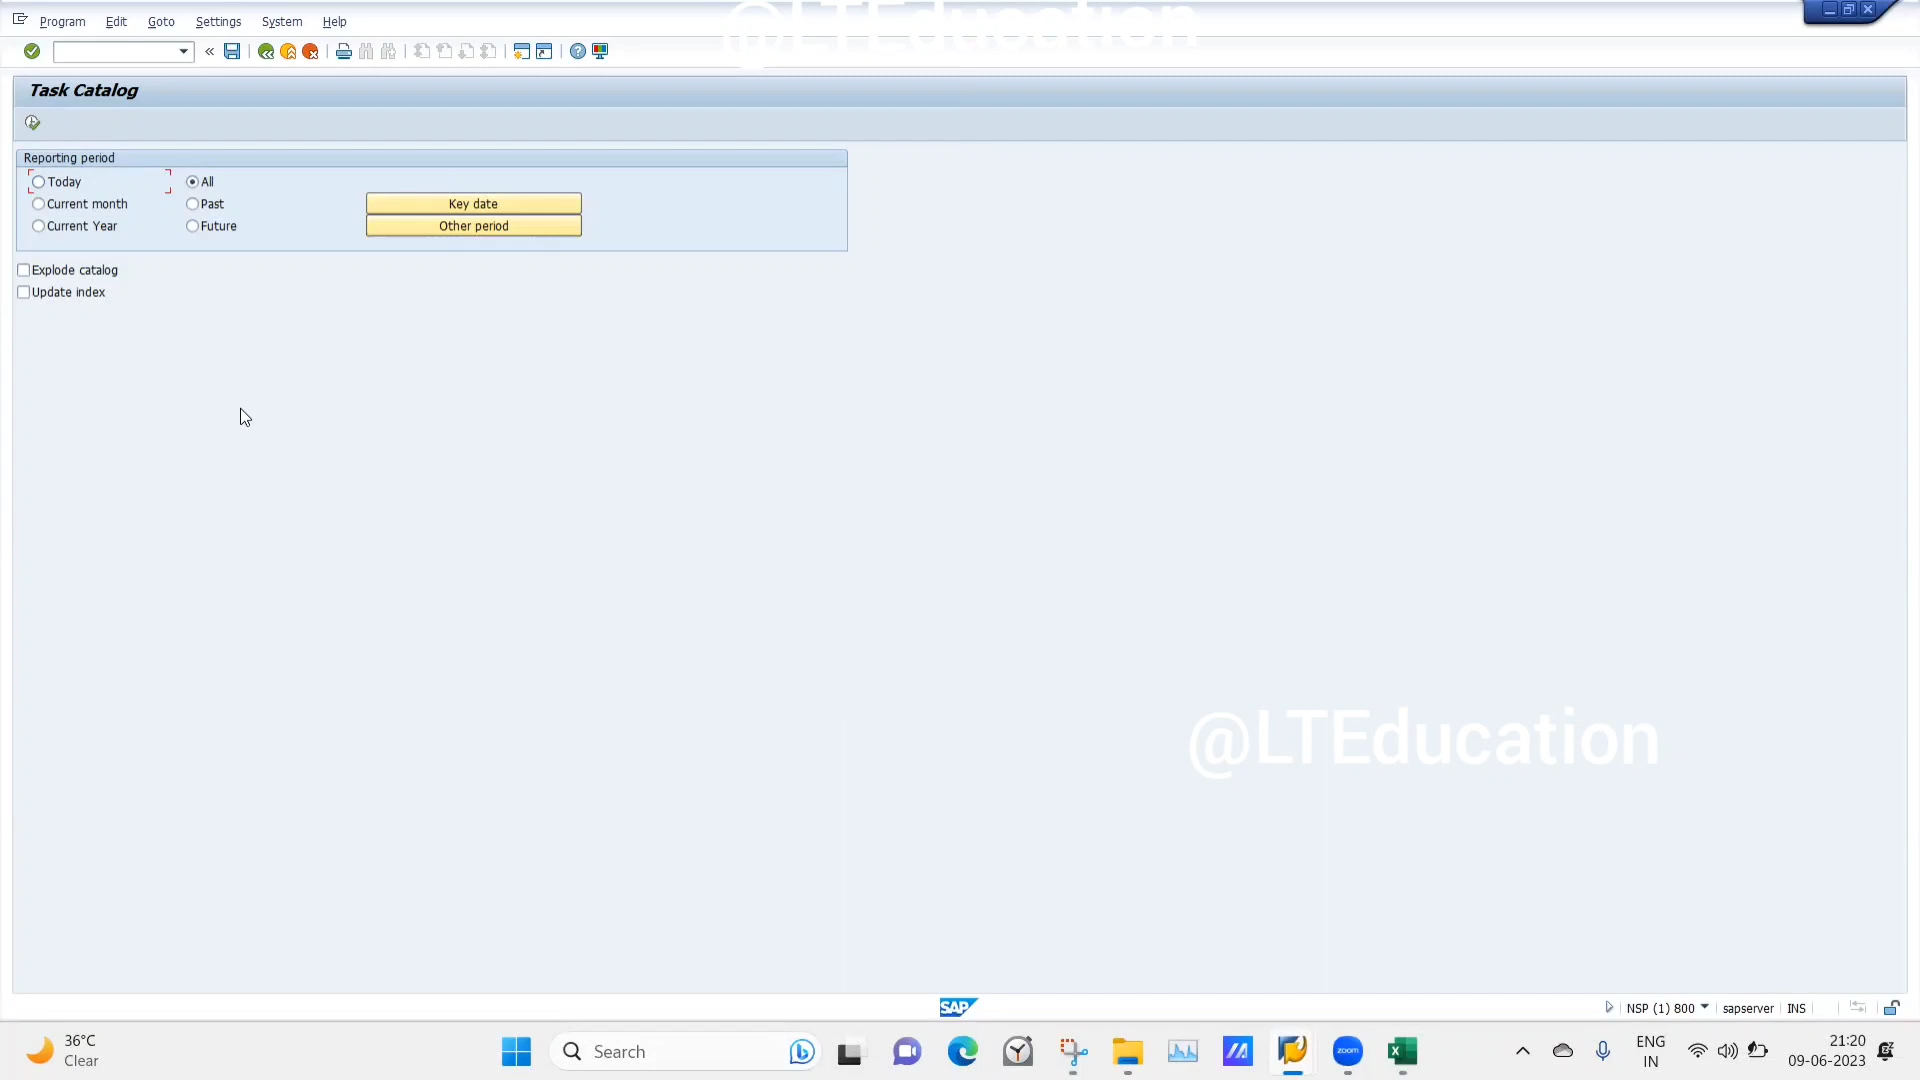 Program Edit Goto Settings System Help
@LTEducation
Task Catalog
Reporting period
Today All
Current month Past Key date
Current Year Future Other period
Explode catalog
Update index
@LTEducation
SAP
NSP (1) 800 sapserver INS
36°C
Clear
Search
zoom
ENG
IN
21:20
09-06-2023